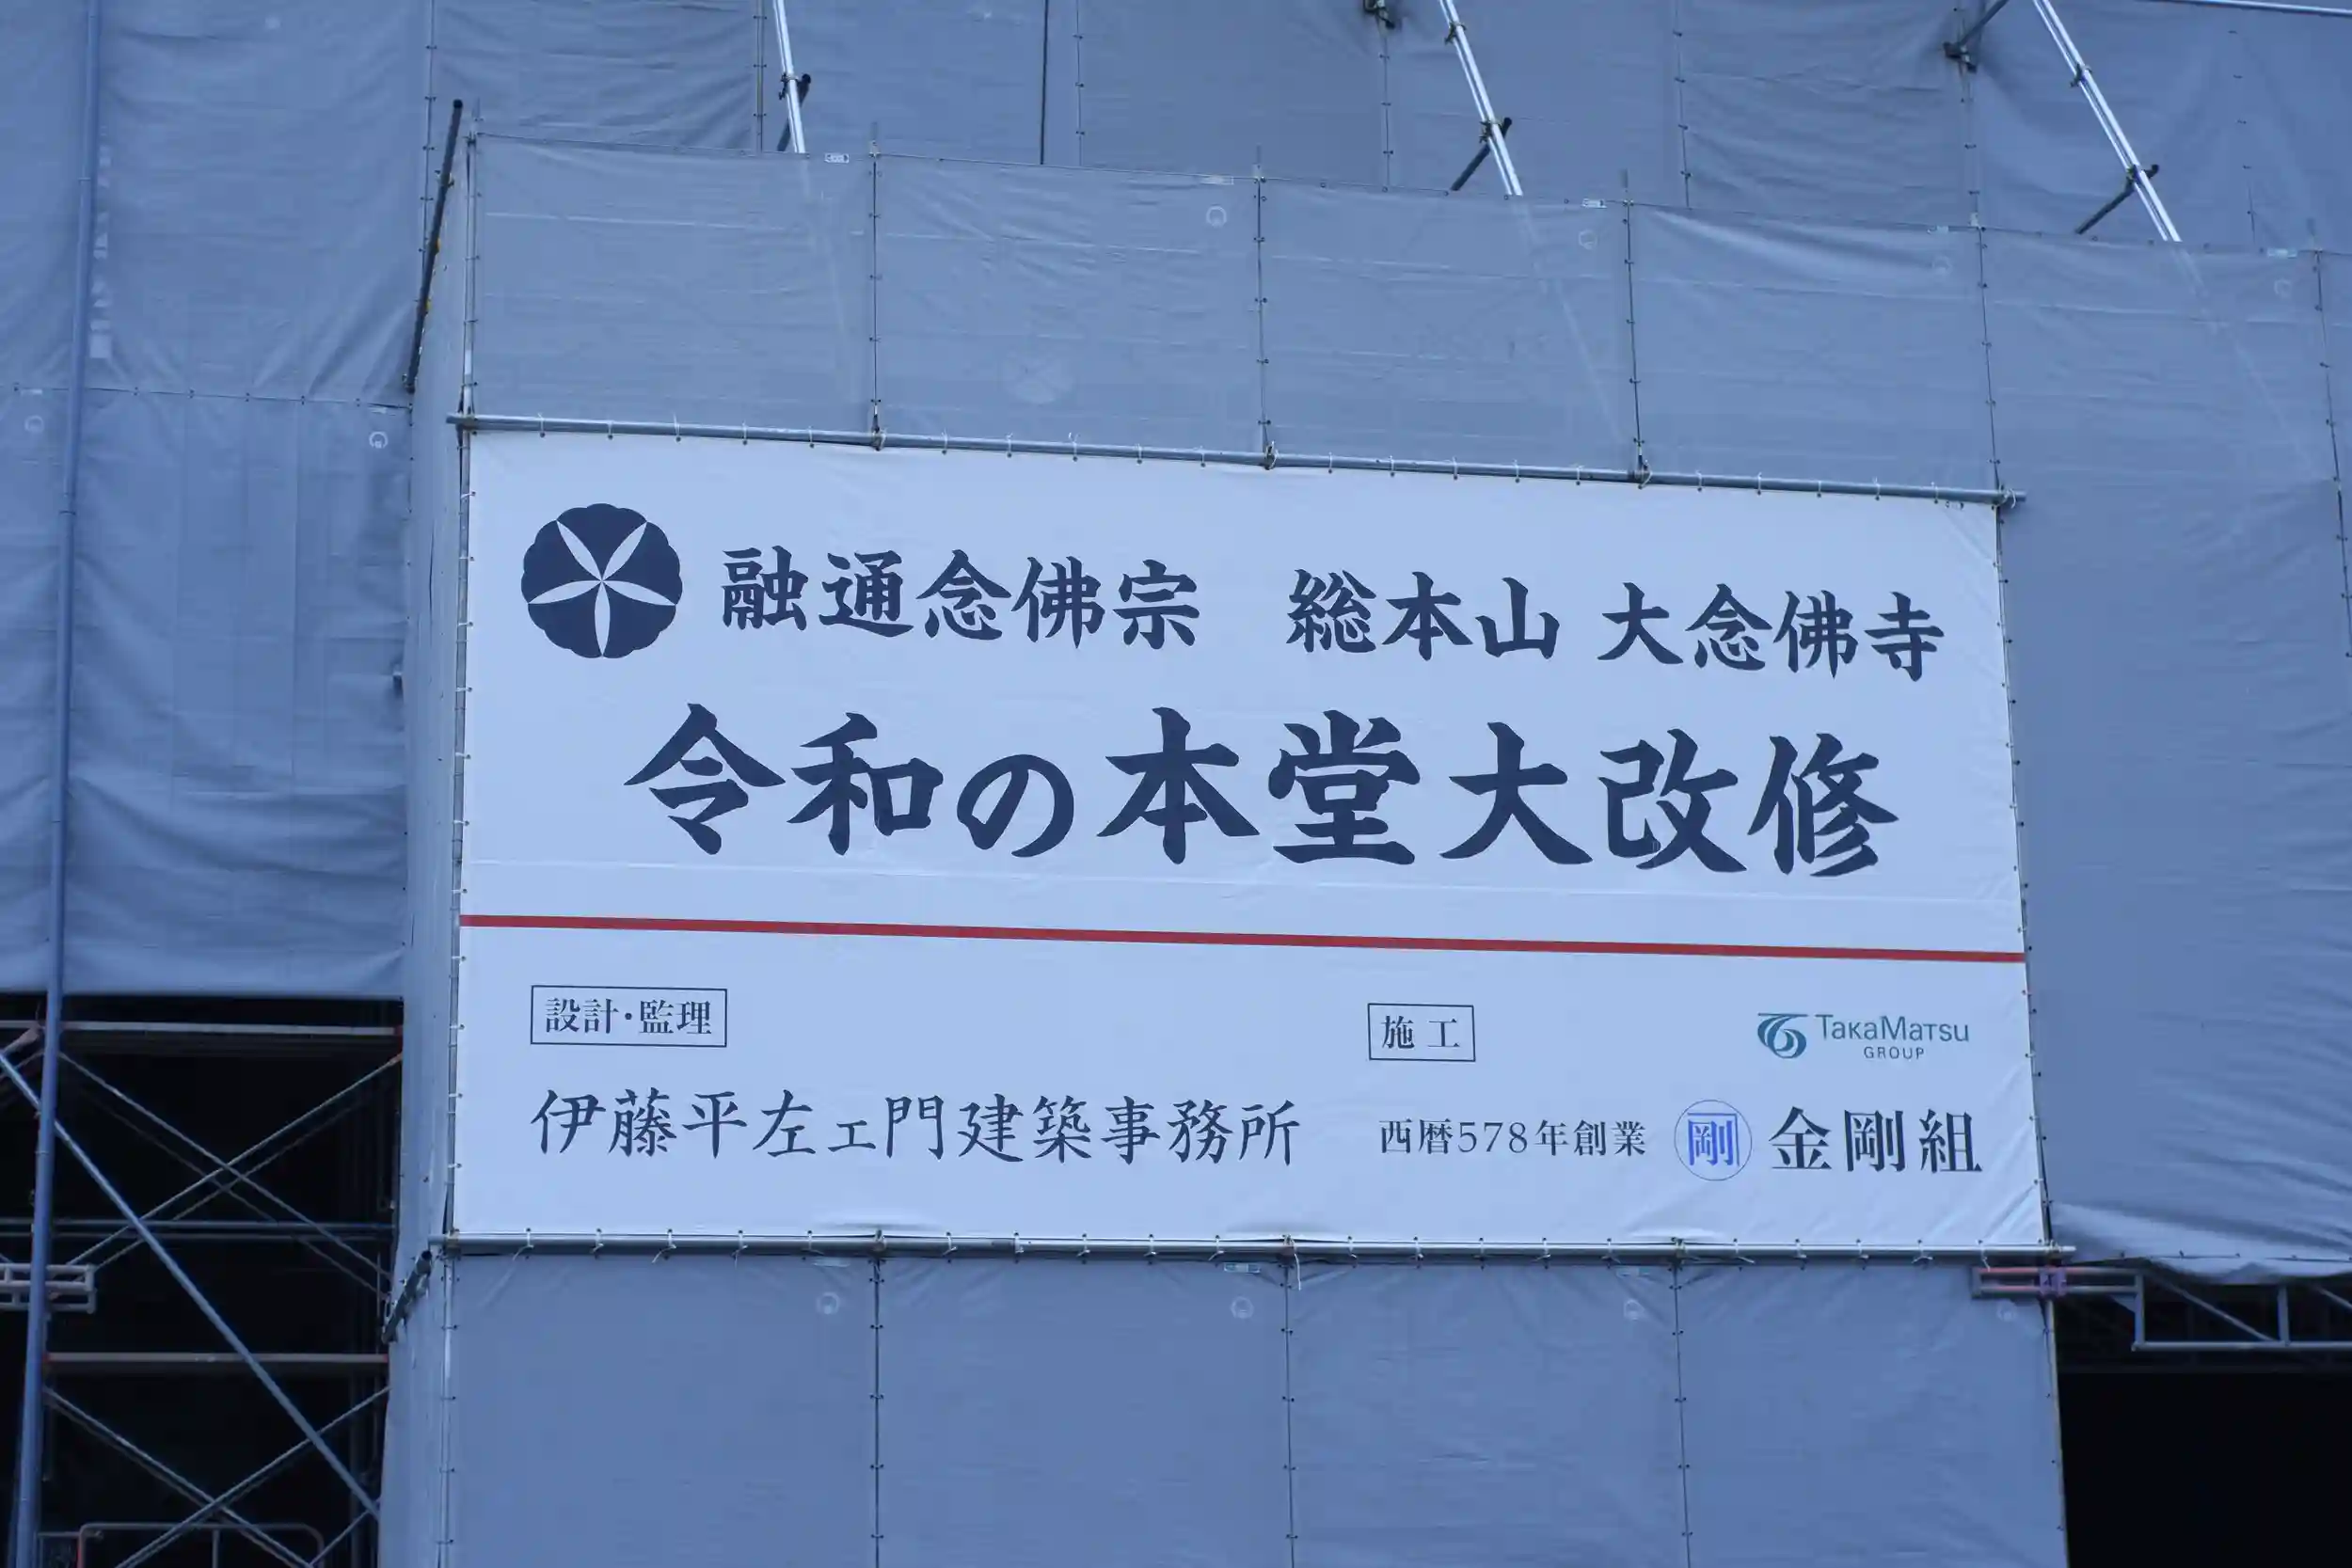 融通念佛宗 総本山 大念佛寺
令和の本堂大改修
設計・監理
伊藤平左エ門建築事務所
施工
TAKAMATSU
GROUP
西暦578年創業 剛 金剛組